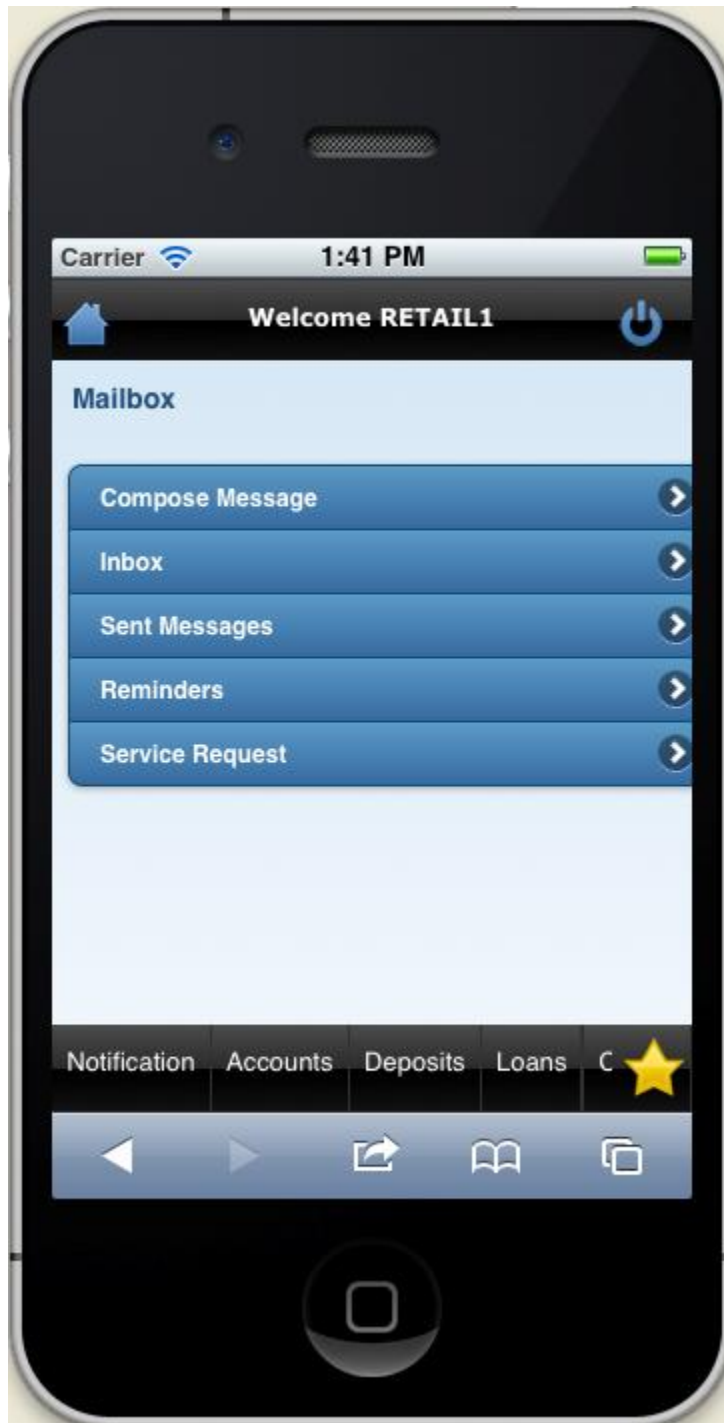 Carrier 1:41 PM
Welcome RETAIL1
Mailbox
Compose Message
Inbox
Sent Messages
Reminders
Service Request
Notification Accounts Deposits Loans C